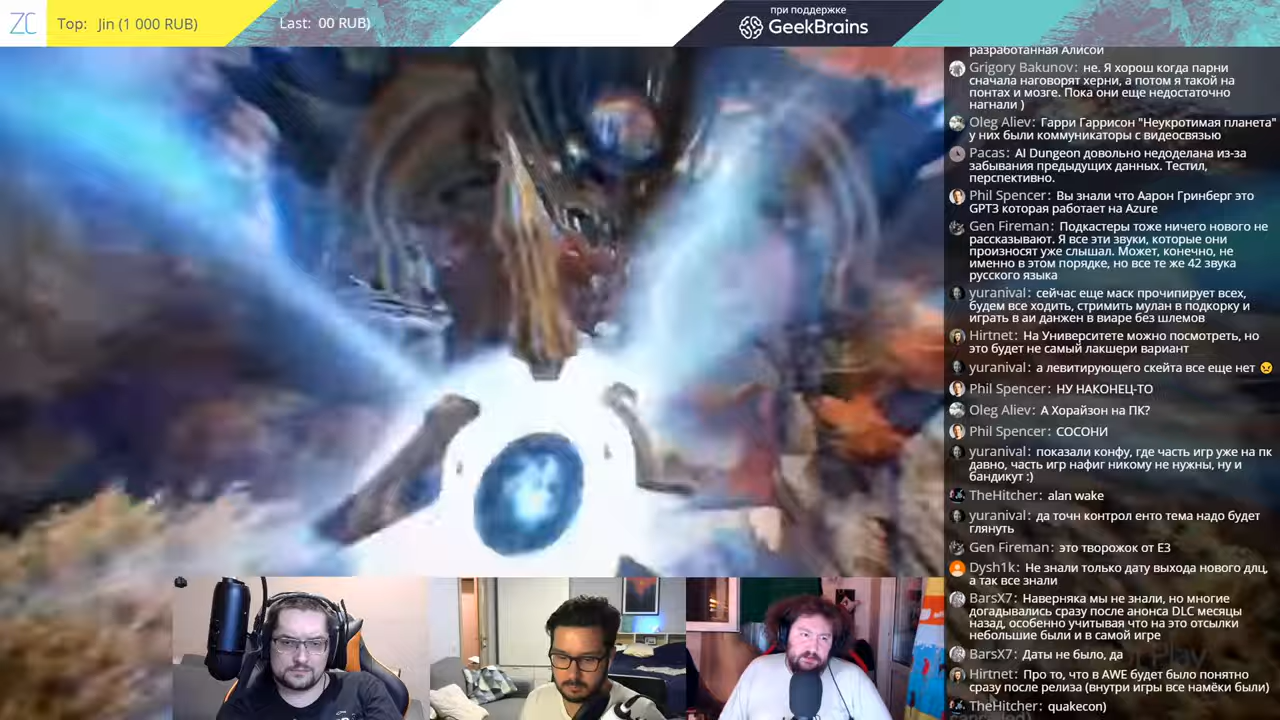 ZC
Top: Jin (1 000 RUB)
Last: 00 RUB)
при поддержке
GeekBrains
разработанная Алисой
Grigory Bakunov: не. Я хорош когда парни
сначала наговорят херни, а потом я такой на
понтах и мозге. Пока они еще недостаточно
нагнали )
Oleg Aliev: Гарри Гаррисон "Неукротимая планета"
у них были коммуникаторы с видеосвязью
Pacas: AI Dungeon довольно недоделана из-за
забывания предыдущих данных. Тестил,
перспективно.
Phil Spencer: Вы знали что Аарон Гринберг это
GPT3 которая работает на Azure
Gen Fireman: Подкастеры тоже ничего нового не
рассказывают. Я все эти звуки, которые они
произносят уже слышал. Может, конечно, не
именно в этом порядке, но все те же 42 звука
русского языка
yuranival: сейчас еще маск прочипирует всех,
будем все ходить, стримить мулан в подкорку и
играть в аи данжен в виаре без шлемов
Hirtnet: На Университете можно посмотреть, но
это будет не самый лакшери вариант
yuranival: а левитирующего скейта все еще нет 😢
Phil Spencer: НУ НАКОНЕЦ-ТО
Oleg Aliev: А Хорайзон на ПК?
Phil Spencer: СОСОНИ
yuranival: показали конфу, где часть игр уже на пк
давно, часть игр нафиг никому не нужны, ну и
бандикут :)
TheHitcher: alan wake
yuranival: да точн контрол енто тема надо будет
глянуть
Gen Fireman: это творожок от Е3
Dysh1k: Не знали только дату выхода нового длц,
а так все знали
BarsX7: Наверняка мы не знали, но многие
догадывались сразу после анонса DLC месяцы
назад, особенно учитывая что на это отсылки
небольшие были и в самой игре
BarsX7: Даты не было, да
Hirtnet: Про то, что в AWE будет было понятно
сразу после релиза (внутри игры все намёки были)
TheHitcher: quakecon)